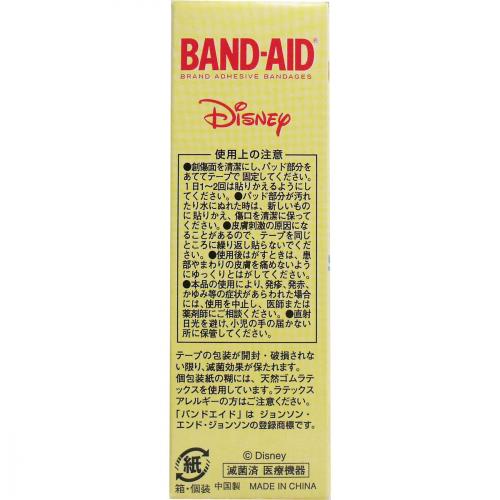 BAND-AID®
BRAND ADHESIVE BANDAGES
Disney
使用上の注意
●創傷面を清潔にし、パッド部分を
あててテープで固定してください。
1日1〜2回は貼りかえるようにし
てください。●パッド部分が汚れ
たり水にぬれた時は、新しいもの
に貼りかえ、傷口を清潔に保って
ください。●皮膚刺激の原因にな
ることがあるので、テープを同じ
ところに繰り返し貼らないでくだ
さい。●使用後はがすときは、患
部やまわりの皮膚を痛めないよう
にゆっくりとはがしてください。
●本品の使用により、発疹、発赤、
かゆみ等の症状があらわれた場合
には、使用を中止し、医師または
薬剤師にご相談ください。●直射
日光を避け、小児の手の届かない
所に保管してください。
テープの包装が開封・破損されな
い限り、滅菌効果が保たれます。
個包装紙の糊には、天然ゴムラテ
ックスを使用しています。ラテックス
アレルギーの方はご注意ください。
「バンドエイド」は ジョンソン・
エンド・ジョンソンの登録商標です。
© Disney
紙
滅菌済 医療機器
箱・個装 中国製 MADE IN CHINA